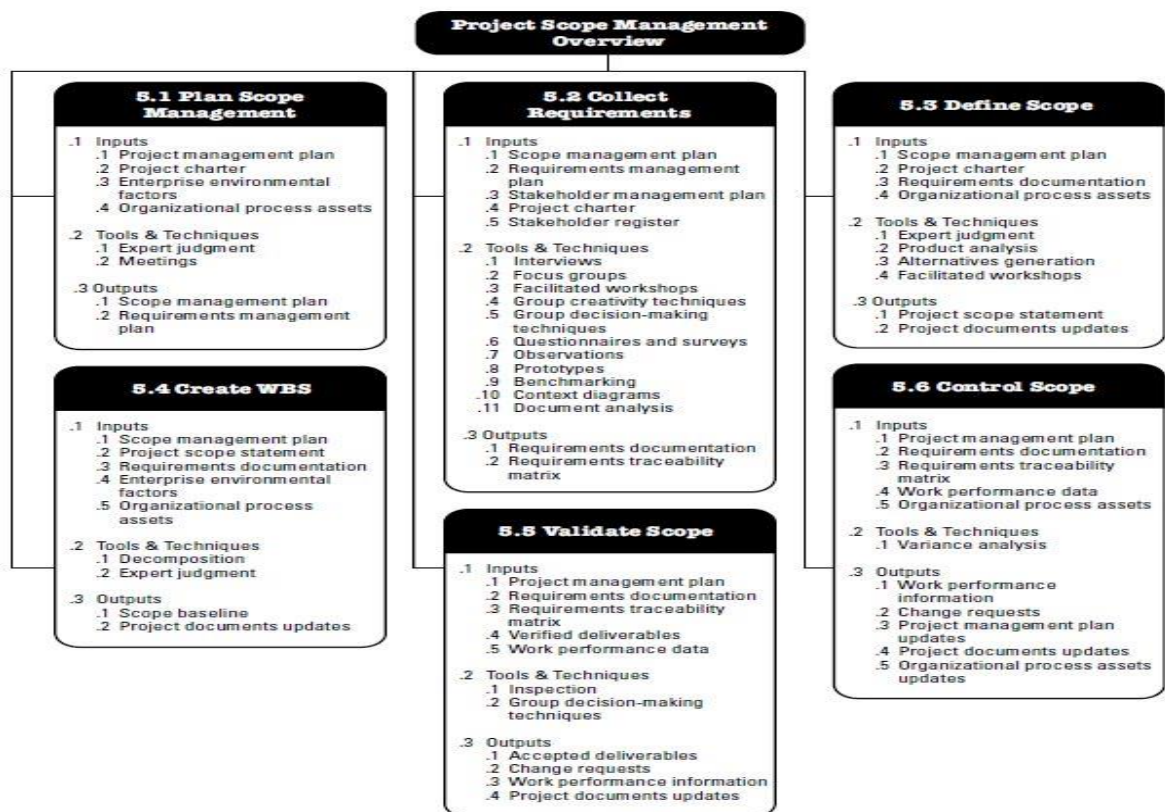 Project Scope Management
Overview
5.1 Plan Scope
Management
.1 Inputs
.1 Project management plan
.2 Project charter
.3 Enterprise environmental
factors
.4 Organizational process assets
.2 Tools & Techniques
.1 Expert judgment
.2 Meetings
.3 Outputs
.1 Scope management plan
.2 Requirements management
plan
5.2 Collect
Requirements
.1 Inputs
.1 Scope management plan
.2 Requirements management
plan
.3 Stakeholder management plan
.4 Project charter
.5 Stakeholder register
.2 Tools & Techniques
.1 Interviews
.2 Focus groups
.3 Facilitated workshops
.4 Group creativity techniques
.5 Group decision-making
techniques
.6 Questionnaires and surveys
.7 Observations
.8 Prototypes
.9 Benchmarking
.10 Context diagrams
.11 Document analysis
.3 Outputs
.1 Requirements documentation
.2 Requirements traceability
matrix
5.3 Define Scope
.1 Inputs
.1 Scope management plan
.2 Project charter
.3 Requirements documentation
.4 Organizational process assets
.2 Tools & Techniques
.1 Expert judgment
.2 Product analysis
.3 Alternatives generation
.4 Facilitated workshops
.3 Outputs
.1 Project scope statement
.2 Project documents updates
5.4 Create WBS
.1 Inputs
.1 Scope management plan
.2 Project scope statement
.3 Requirements documentation
.4 Enterprise environmental
factors
.5 Organizational process
assets
.2 Tools & Techniques
.1 Decomposition
.2 Expert judgment
.3 Outputs
.1 Scope baseline
.2 Project documents updates
5.5 Validate Scope
.1 Inputs
.1 Project management plan
.2 Requirements documentation
.3 Requirements traceability
matrix
.4 Verified deliverables
.5 Work performance data
.2 Tools & Techniques
.1 Inspection
.2 Group decision-making
techniques
.3 Outputs
.1 Accepted deliverables
.2 Change requests
.3 Work performance information
.4 Project documents updates
5.6 Control Scope
.1 Inputs
.1 Project management plan
.2 Requirements documentation
.3 Requirements traceability
matrix
.4 Work performance data
.5 Organizational process assets
.2 Tools & Techniques
.1 Variance analysis
.3 Outputs
.1 Work performance
information
.2 Change requests
.3 Project management plan
updates
.4 Project documents updates
.5 Organizational process assets
updates